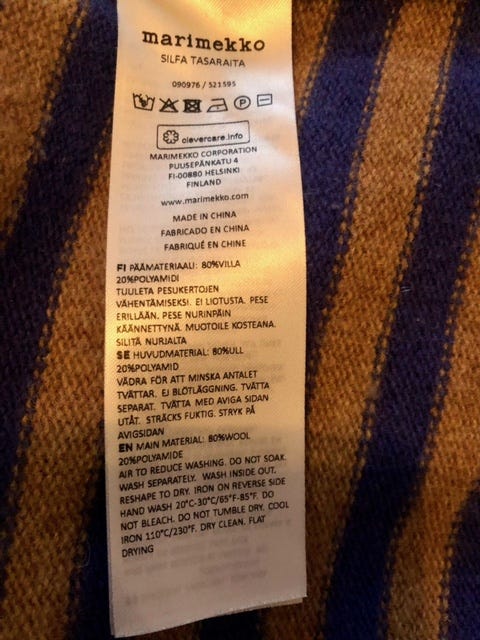 marimekko
SILFA TASARAITA
090976 / 521595
clevercare.info
MARIMEKKO CORPORATION
PUUSEPÄNKATU 4
FI-00880 HELSINKI
FINLAND
www.marimekko.com
MADE IN CHINA
FABRICADO EN CHINA
FABRIQUÉ EN CHINE
FI PÄÄMATERIAALI: 80%VILLA
20%POLYAMIDI
TUULETA PESUKERTOJEN
VÄHENTÄMISEKSI. EI LIOTUSTA. PESE
ERILLÄÄN. PESE NURINPÄIN
KÄÄNNETTYNÄ. MUOTOILE KOSTEANA.
SILITÄ NURJALTA
SE HUVUDMATERIAL: 80%ULL
20%POLYAMID
VÄDRA FÖR ATT MINSKA ANTALET
TVÄTTAR. EJ BLÖTLÄGGNING. TVÄTTA
SEPARAT. TVÄTTA MED AVIGA SIDAN
UTÅT. STRÄCKS FUKTIG. STRYK PÅ
AVIGSIDAN
EN MAIN MATERIAL: 80%WOOL
20%POLYAMIDE
AIR TO REDUCE WASHING. DO NOT SOAK.
WASH SEPARATELY. WASH INSIDE OUT.
RESHAPE TO DRY. IRON ON REVERSE SIDE
HAND WASH 20°C-30°C/65°F-85°F. DO
NOT BLEACH. DO NOT TUMBLE DRY. COOL
IRON 110°C/230°F. DRY CLEAN. FLAT
DRYING